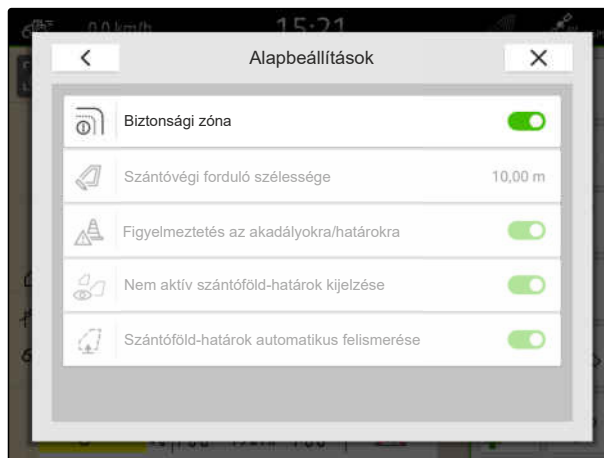 0,0 km/h 15:21
Alapbeállítások
Biztonsági zóna
Szántóvégi forduló szélessége 10,00 m
Figyelmeztetés az akadályokra/határokra
Nem aktív szántóföld-határok kijelzése
Szántóföld-határok automatikus felismerése